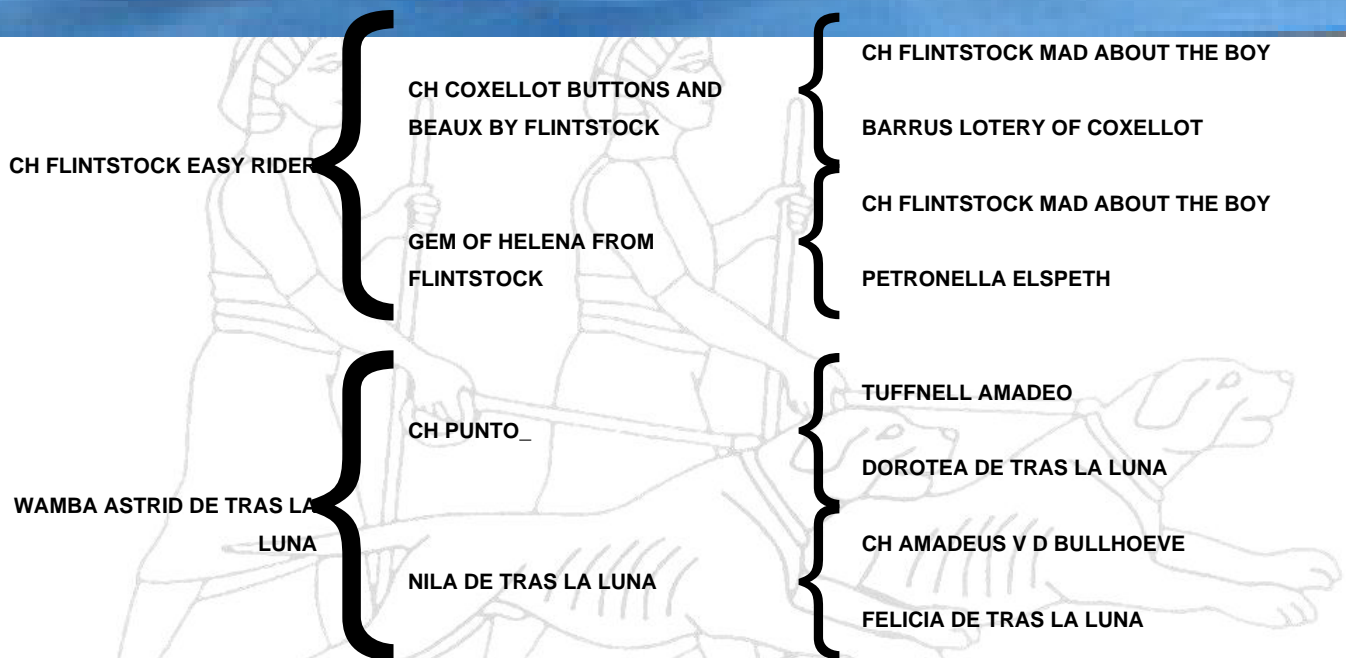 CH FLINTSTOCK EASY RIDER
CH COXELLOT BUTTONS AND
BEAUX BY FLINTSTOCK
CH FLINTSTOCK MAD ABOUT THE BOY
BARRUS LOTERY OF COXELLOT
GEM OF HELENA FROM
FLINTSTOCK
CH FLINTSTOCK MAD ABOUT THE BOY
PETRONELLA ELSPETH
WAMBA ASTRID DE TRAS LA
LUNA
CH PUNTO_
TUFFNELL AMADEO
DOROTEA DE TRAS LA LUNA
NILA DE TRAS LA LUNA
CH AMADEUS V D BULLHOEVE
FELICIA DE TRAS LA LUNA